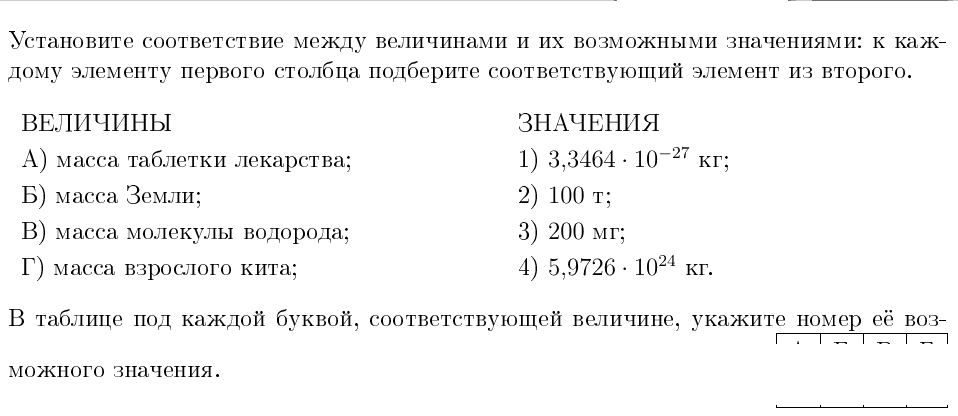 Установите соответствие между величинами и их возможными значениями: к каж-
дому элементу первого столбца подберите соответствующий элемент из второго.
ВЕЛИЧИНЫ ЗНАЧЕНИЯ
А) масса таблетки лекарства; 1) 3,3464 · 10⁻²⁷ кг;
Б) масса Земли; 2) 100 т;
В) масса молекулы водорода; 3) 200 мг;
Г) масса взрослого кита; 4) 5,9726 · 10²⁴ кг.
В таблице под каждой буквой, соответствующей величине, укажите номер её воз-
можного значения.